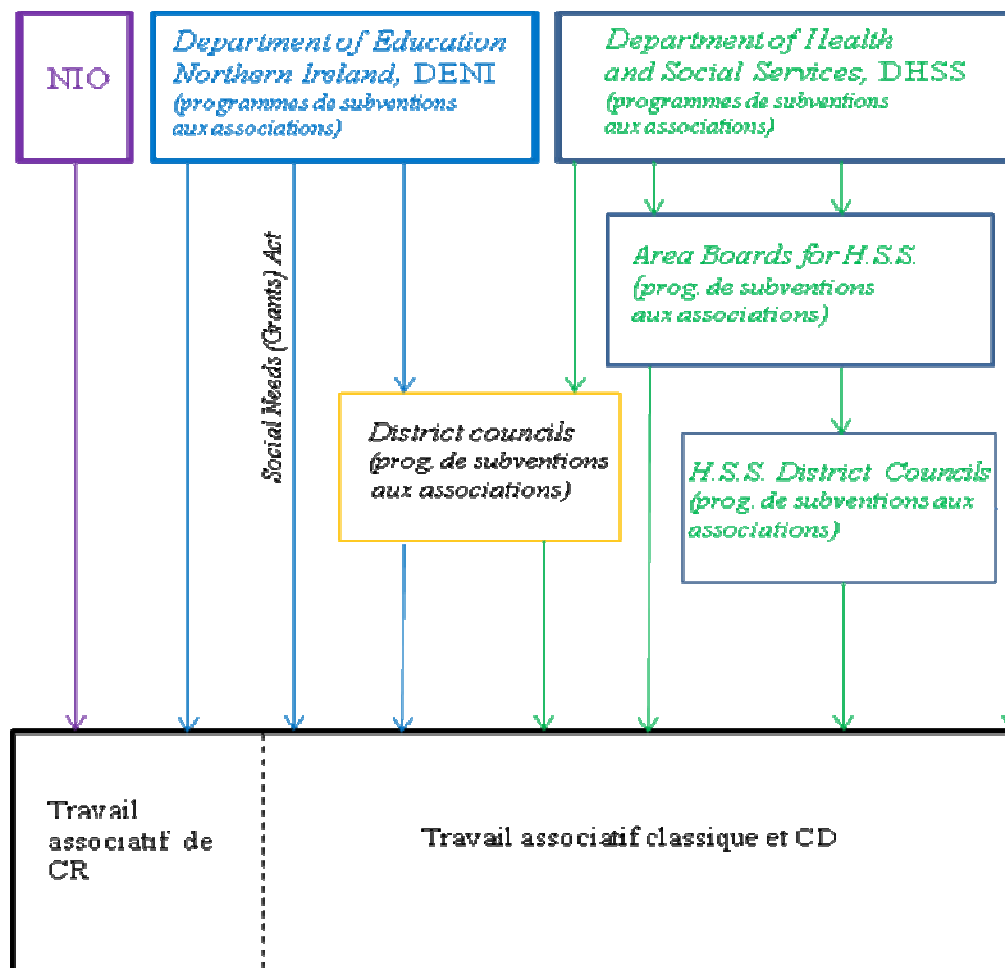 NIO
Department of Education
Northern Ireland, DENI
(programmes de subventions
aux associations)
Department of Health
and Social Services, DHSS
(programmes de subventions
aux associations)
Social Needs (Grants) Act
Area Boards for H.S.S.
(prog. de subventions
aux associations)
District councils
(prog. de subventions
aux associations)
H.S.S. District Councils
(prog. de subventions aux
associations)
Travail
associatif de
CR
Travail associatif classique et CD